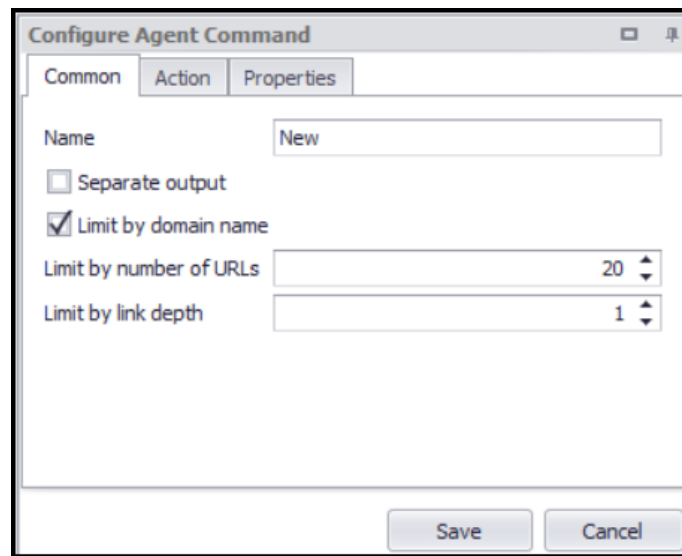 Configure Agent Command
Common Action Properties
Name New
Separate output
Limit by domain name
Limit by number of URLs 20
Limit by link depth 1
Save Cancel